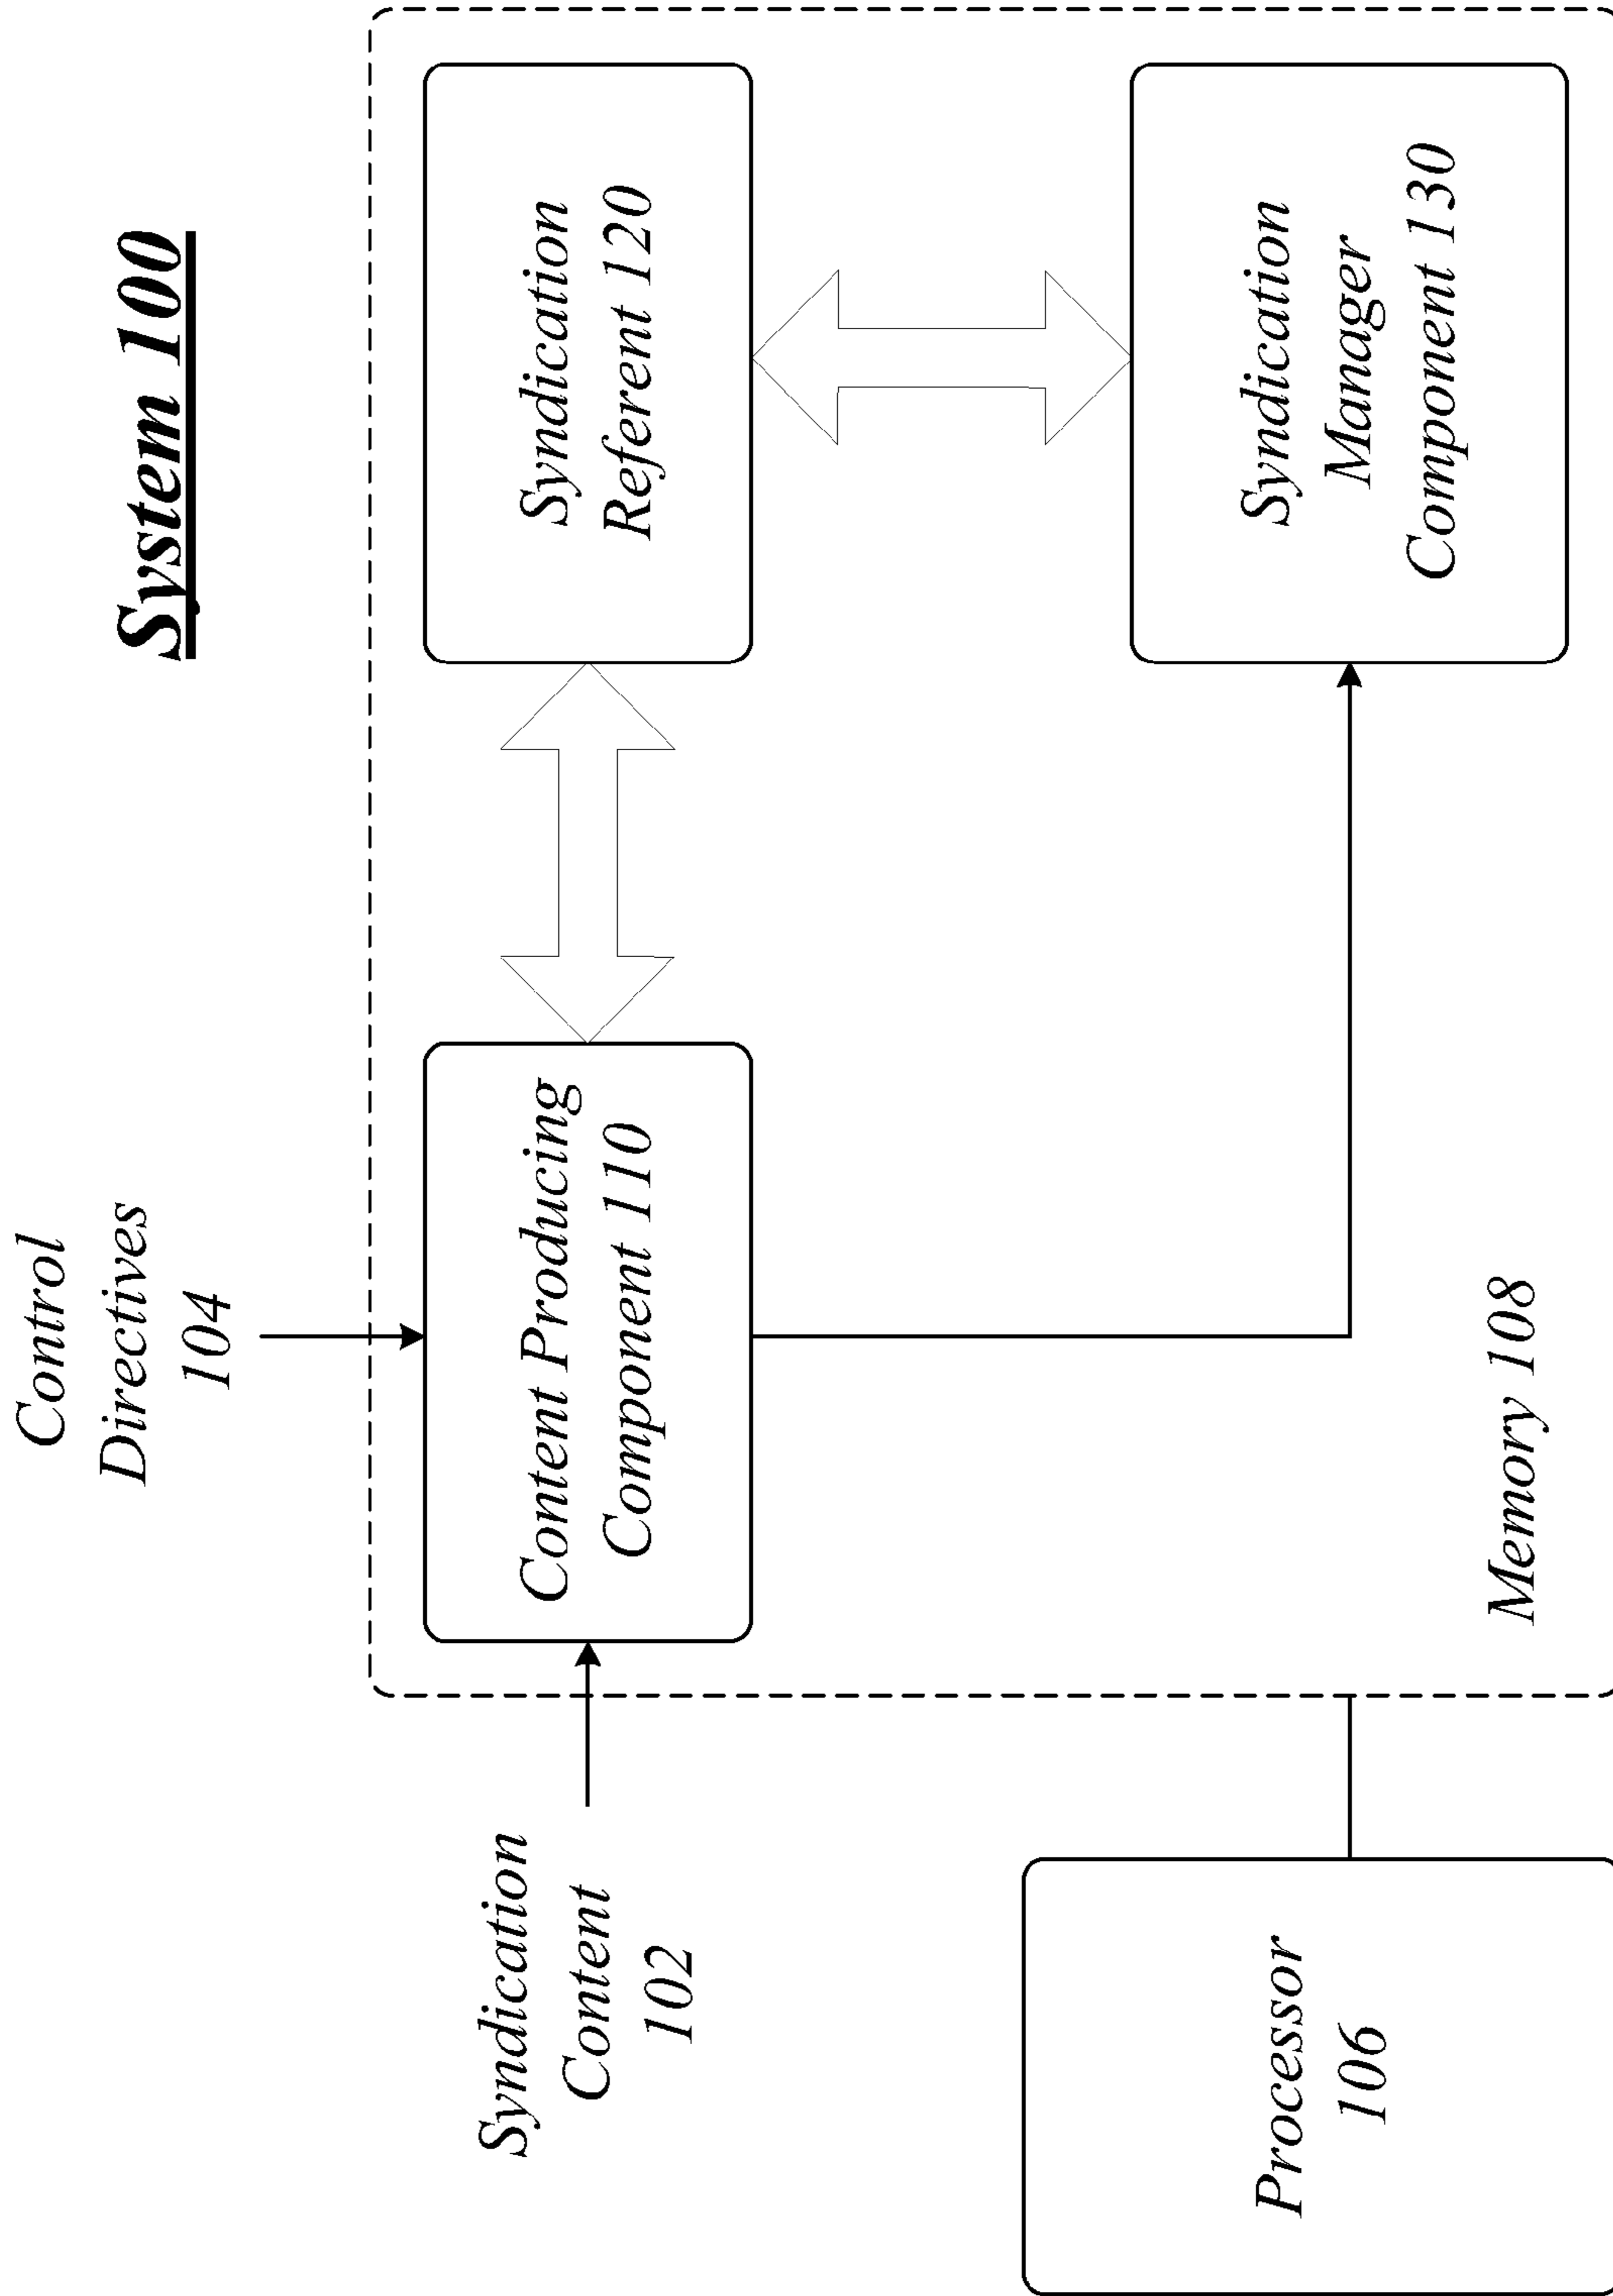 System 100
Control
Directives
104
Syndication
Content
102
Content Producing
Component 110
Syndication
Referent 120
Syndication
Manager
Component 130
Processor
106
Memory 108